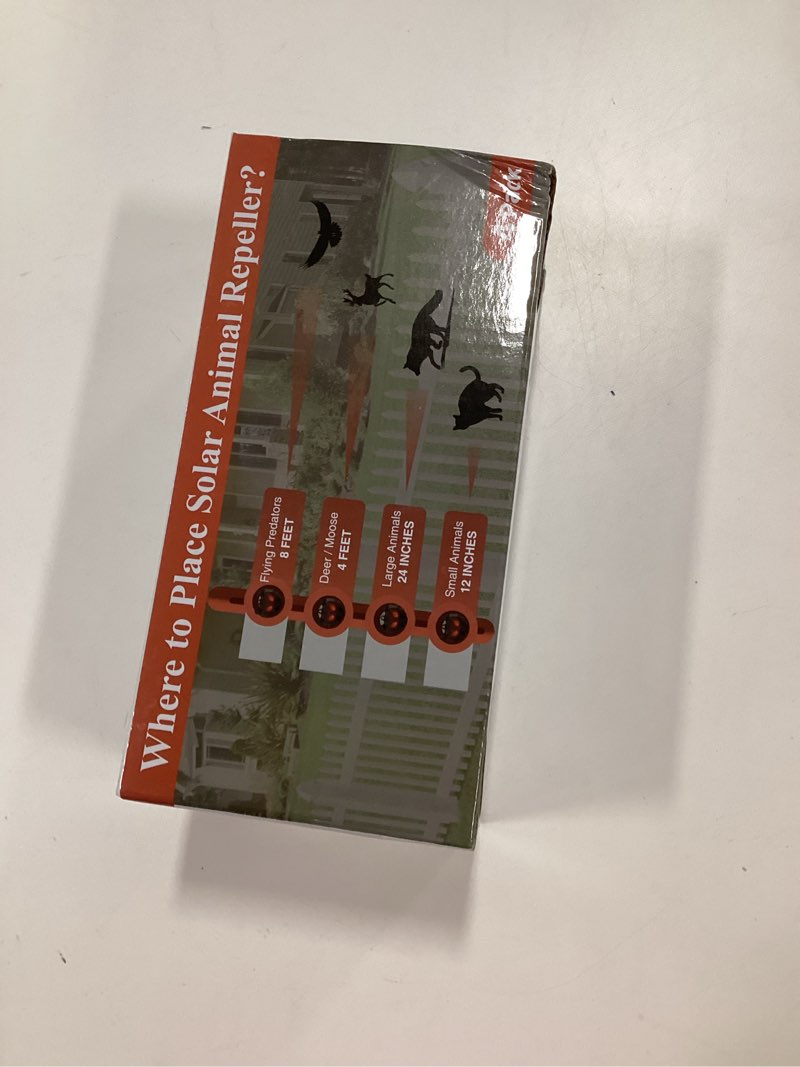 Where to Place Solar Animal Repeller?
Flying Predators
8 FEET
Deer / Moose
4 FEET
Large Animals
24 INCHES
Small Animals
12 INCHES
Pack